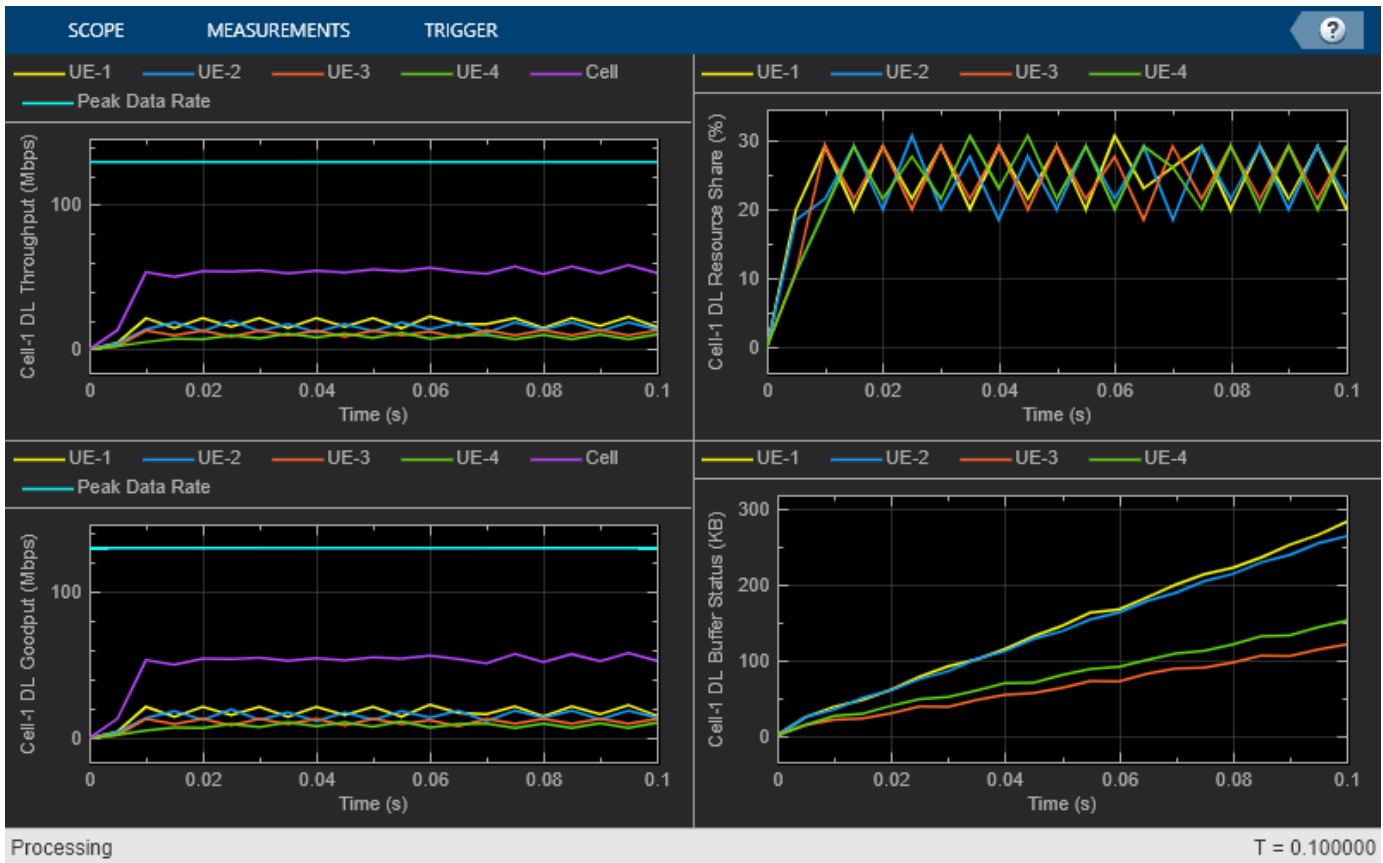 SCOPE MEASUREMENTS TRIGGER ?
UE-1 UE-2 UE-3 UE-4 Cell
Peak Data Rate
Cell-1 DL Throughput (Mbps)
100
0
0 0.02 0.04 0.06 0.08 0.1
Time (s)
UE-1 UE-2 UE-3 UE-4
Cell-1 DL Resource Share (%)
30
20
10
0
0 0.02 0.04 0.06 0.08 0.1
Time (s)
UE-1 UE-2 UE-3 UE-4 Cell
Peak Data Rate
Cell-1 DL Goodput (Mbps)
100
0
0 0.02 0.04 0.06 0.08 0.1
Time (s)
UE-1 UE-2 UE-3 UE-4
Cell-1 DL Buffer Status (KB)
300
200
100
0
0 0.02 0.04 0.06 0.08 0.1
Time (s)
Processing T = 0.100000